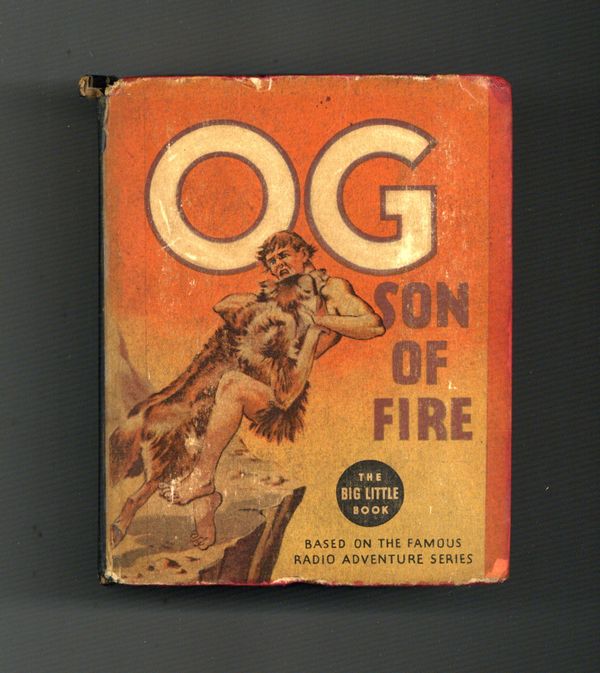 OG
SON
OF
FIRE
THE
BIG LITTLE
BOOK
BASED ON THE FAMOUS
RADIO ADVENTURE SERIES